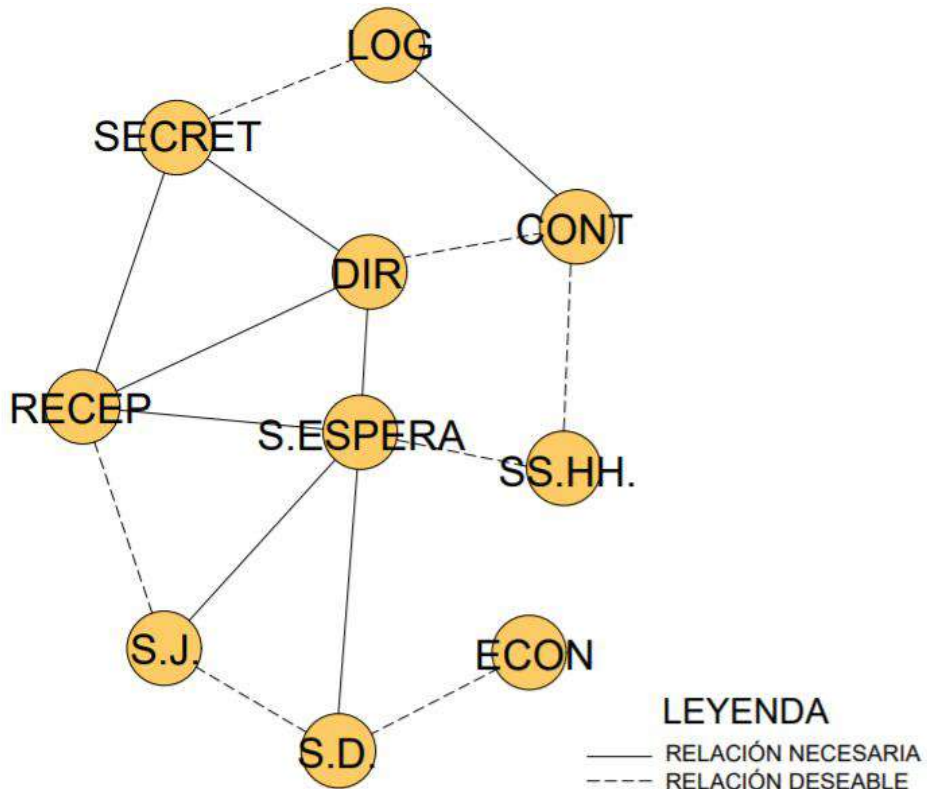 LOG
SECRET
CONT
DIR
RECEP
S.ESPERA
SS.HH.
S.J.
ECON
S.D.
LEYENDA
RELACIÓN NECESARIA
RELACIÓN DESEABLE